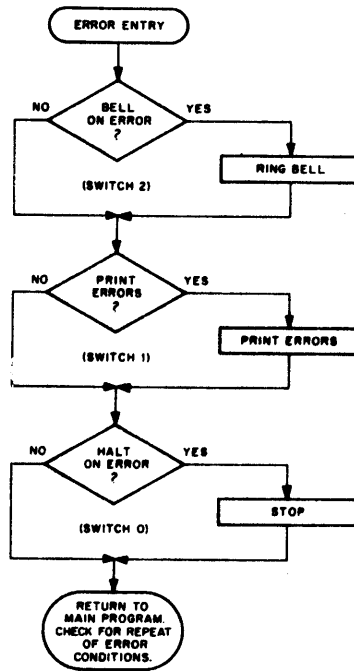 ERROR ENTRY
NO
BELL
ON ERROR
?
YES
RING BELL
(SWITCH 2)
NO
PRINT
ERRORS
?
YES
PRINT ERRORS
(SWITCH 1)
NO
HALT
ON ERROR
?
YES
STOP
(SWITCH 0)
RETURN TO
MAIN PROGRAM.
CHECK FOR REPEAT
OF ERROR
CONDITIONS.